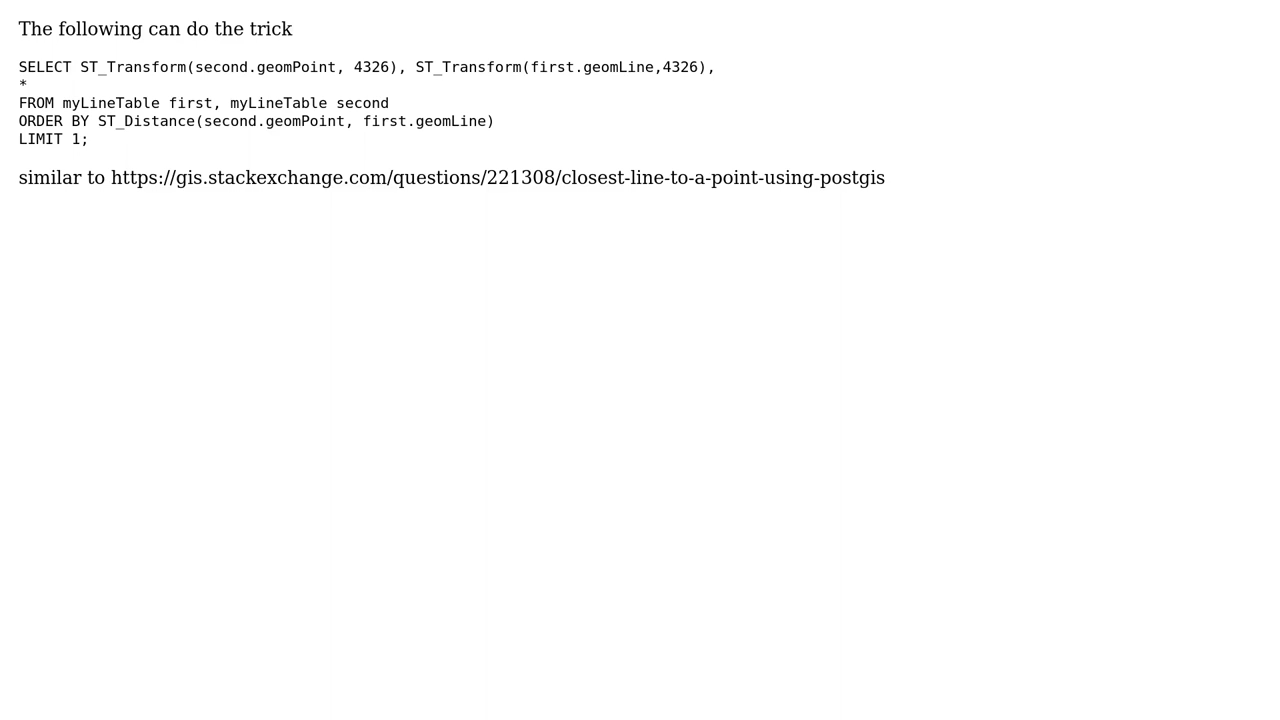 The following can do the trick
SELECT ST_Transform(second.geomPoint, 4326), ST_Transform(first.geomLine,4326),
*
FROM myLineTable first, myLineTable second
ORDER BY ST_Distance(second.geomPoint, first.geomLine)
LIMIT 1;
similar to https://gis.stackexchange.com/questions/221308/closest-line-to-a-point-using-postgis